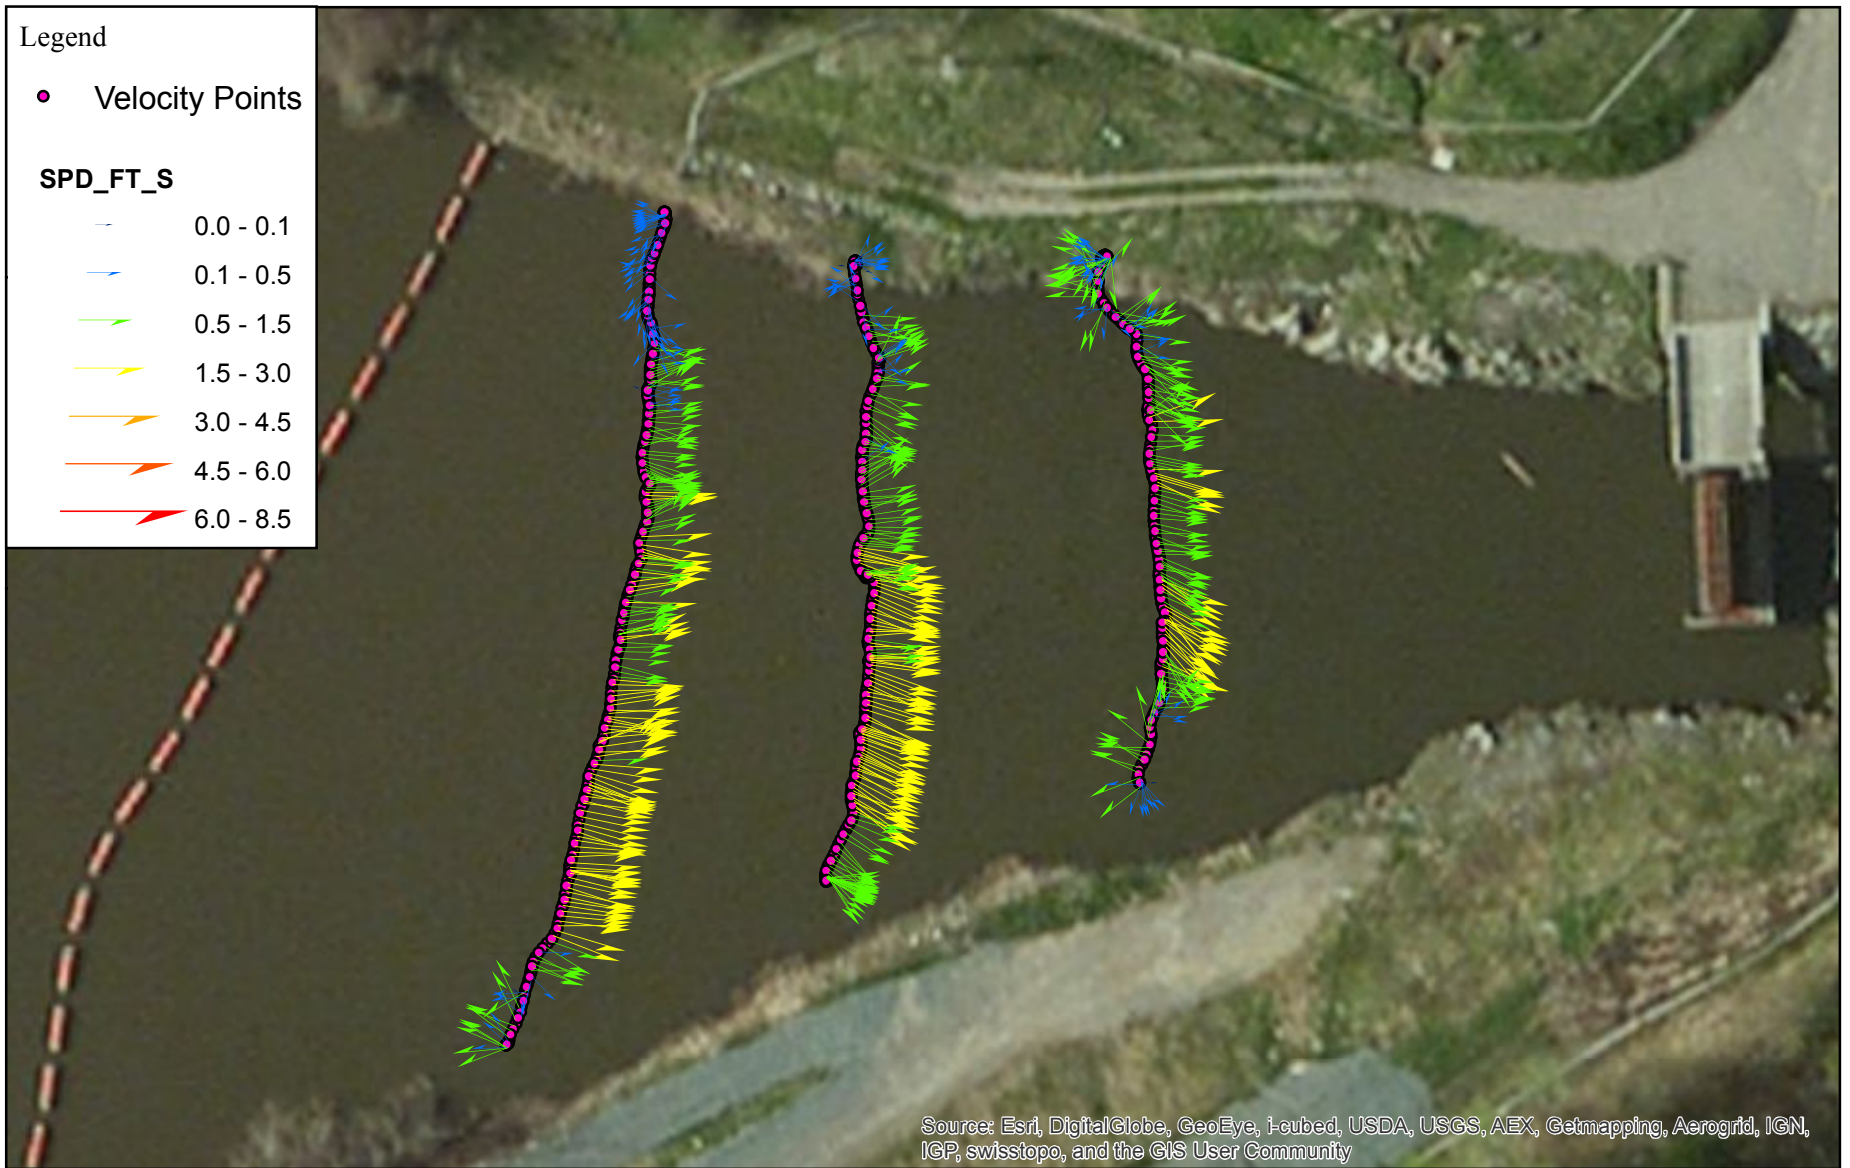 Legend
Velocity Points
SPD_FT_S
0.0 - 0.1
0.1 - 0.5
0.5 - 1.5
1.5 - 3.0
3.0 - 4.5
4.5 - 6.0
6.0 - 8.5
Source: Esri, DigitalGlobe, GeoEye, i-cubed, USDA, USGS, AEX, Getmapping, Aerogrid, IGN,
IGP, swisstopo, and the GIS User Community